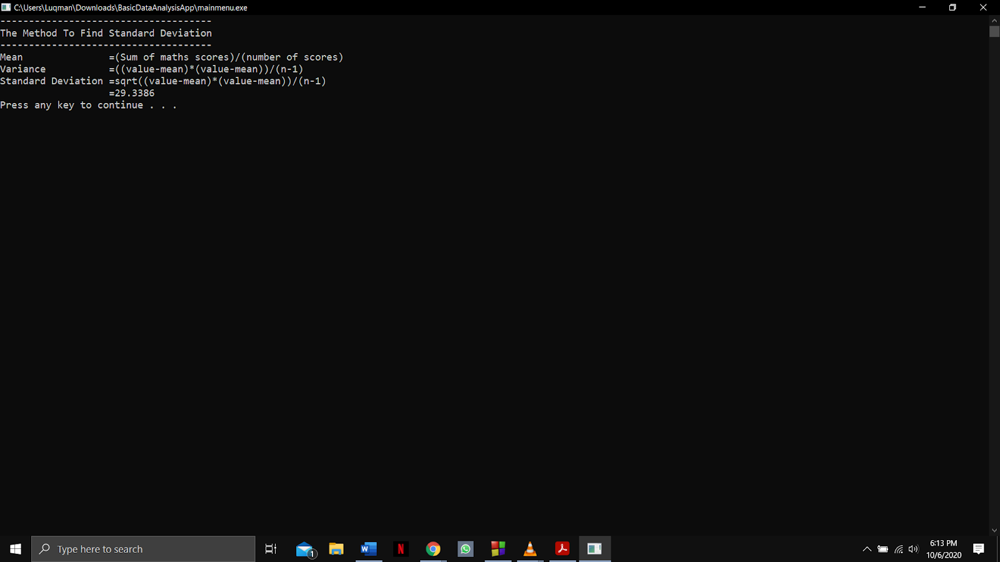 C:\Users\Luqman\Downloads\BasicDataAnalysisApp\mainmenu.exe
-------------------------------------
The Method To Find Standard Deviation
-------------------------------------
Mean               =(Sum of maths scores)/(number of scores)
Variance           =((value-mean)*(value-mean))/(n-1)
Standard Deviation =sqrt((value-mean)*(value-mean))/(n-1)
                   =29.3386
Press any key to continue . . .
Type here to search
1
W
N
6:13 PM
10/6/2020